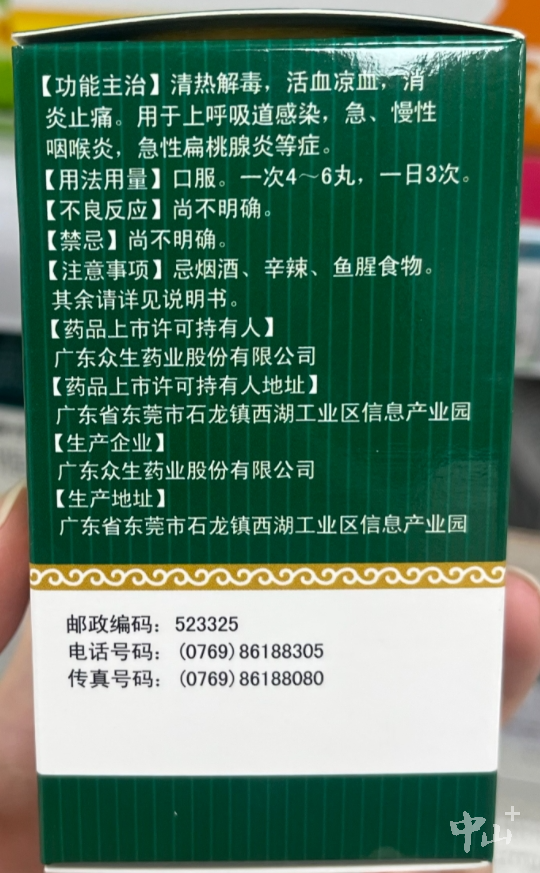 【功能主治】清热解毒，活血凉血，消
炎止痛。用于上呼吸道感染，急、慢性
咽喉炎，急性扁桃腺炎等症。
【用法用量】口服。一次4～6丸，一日3次。
【不良反应】尚不明确。
【禁忌】尚不明确。
【注意事项】忌烟酒、辛辣、鱼腥食物。
其余请详见说明书。
【药品上市许可持有人】
广东众生药业股份有限公司
【药品上市许可持有人地址】
广东省东莞市石龙镇西湖工业区信息产业园
【生产企业】
广东众生药业股份有限公司
【生产地址】
广东省东莞市石龙镇西湖工业区信息产业园
邮政编码：523325
电话号码：(0769)86188305
传真号码：(0769)86188080
中山+